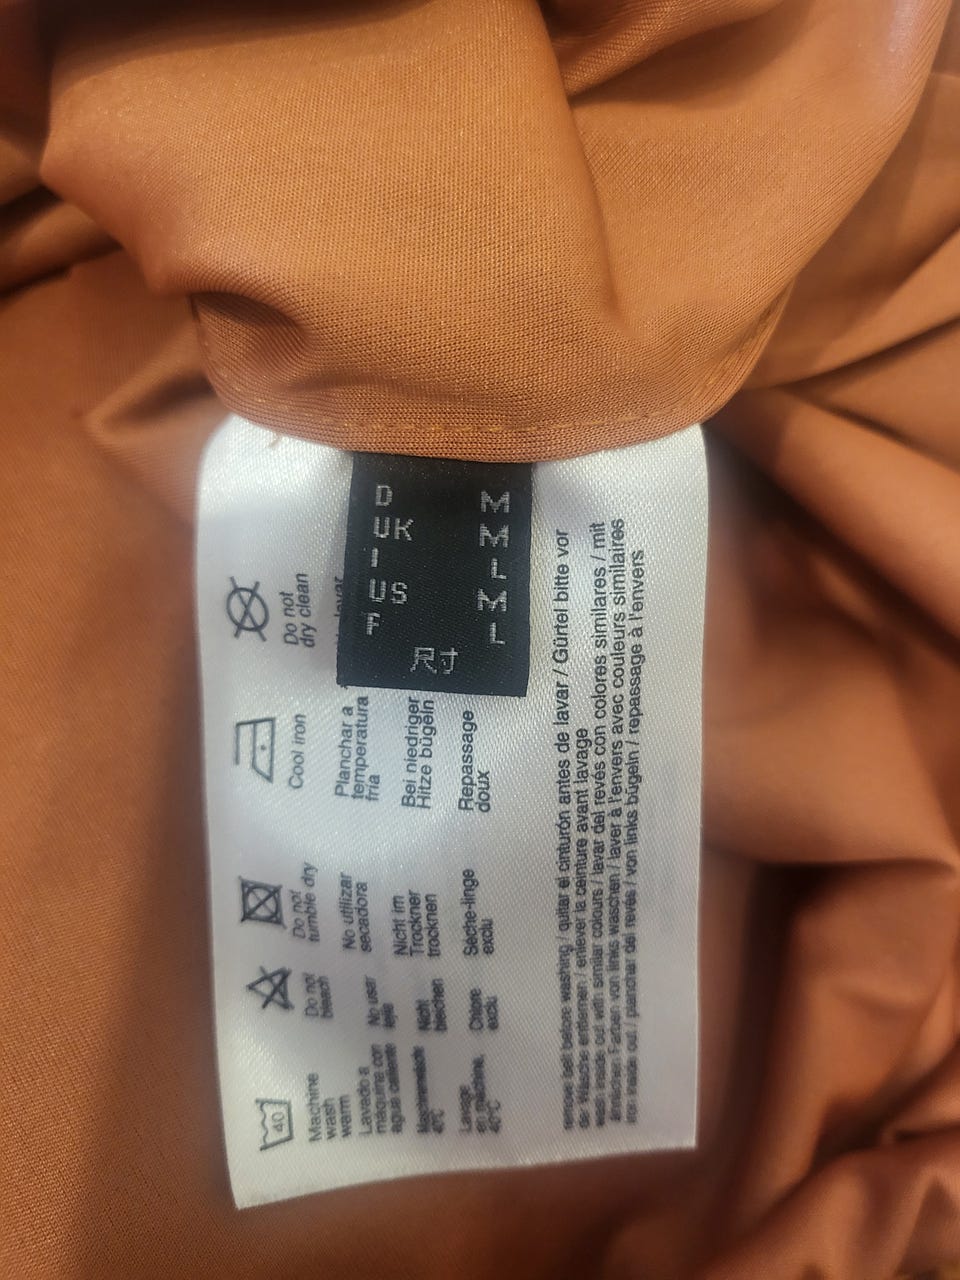 D M
UK M
I L
US M
F L
尺寸
40
Machine
wash
warm
Do not
bleach
Do not
tumble dry
Cool iron
Do not
dry clean
Lavado a
máquina con
agua caliente
No usar
lejía
No utilizar
secadora
Planchar a
temperatura
fría
lavar
Maschinenwäsche
40°C
Nicht
bleichen
Nicht im
Trockner
trocknen
Bei niedriger
Hitze bügeln
Lavage
en machine,
40°C
Chlore
exclu
Sèche-linge
exclu
Repassage
doux
remove belt before washing / quitar el cinturón antes de lavar / Gürtel bitte vor
der Wäsche entfernen / enlever la ceinture avant lavage
wash inside out with similar colours / lavar del revés con colores similares / mit
ähnlichen Farben von links waschen / laver à l'envers avec couleurs similaires
iron inside out / planchar del revés / von links bügeln / repassage à l'envers